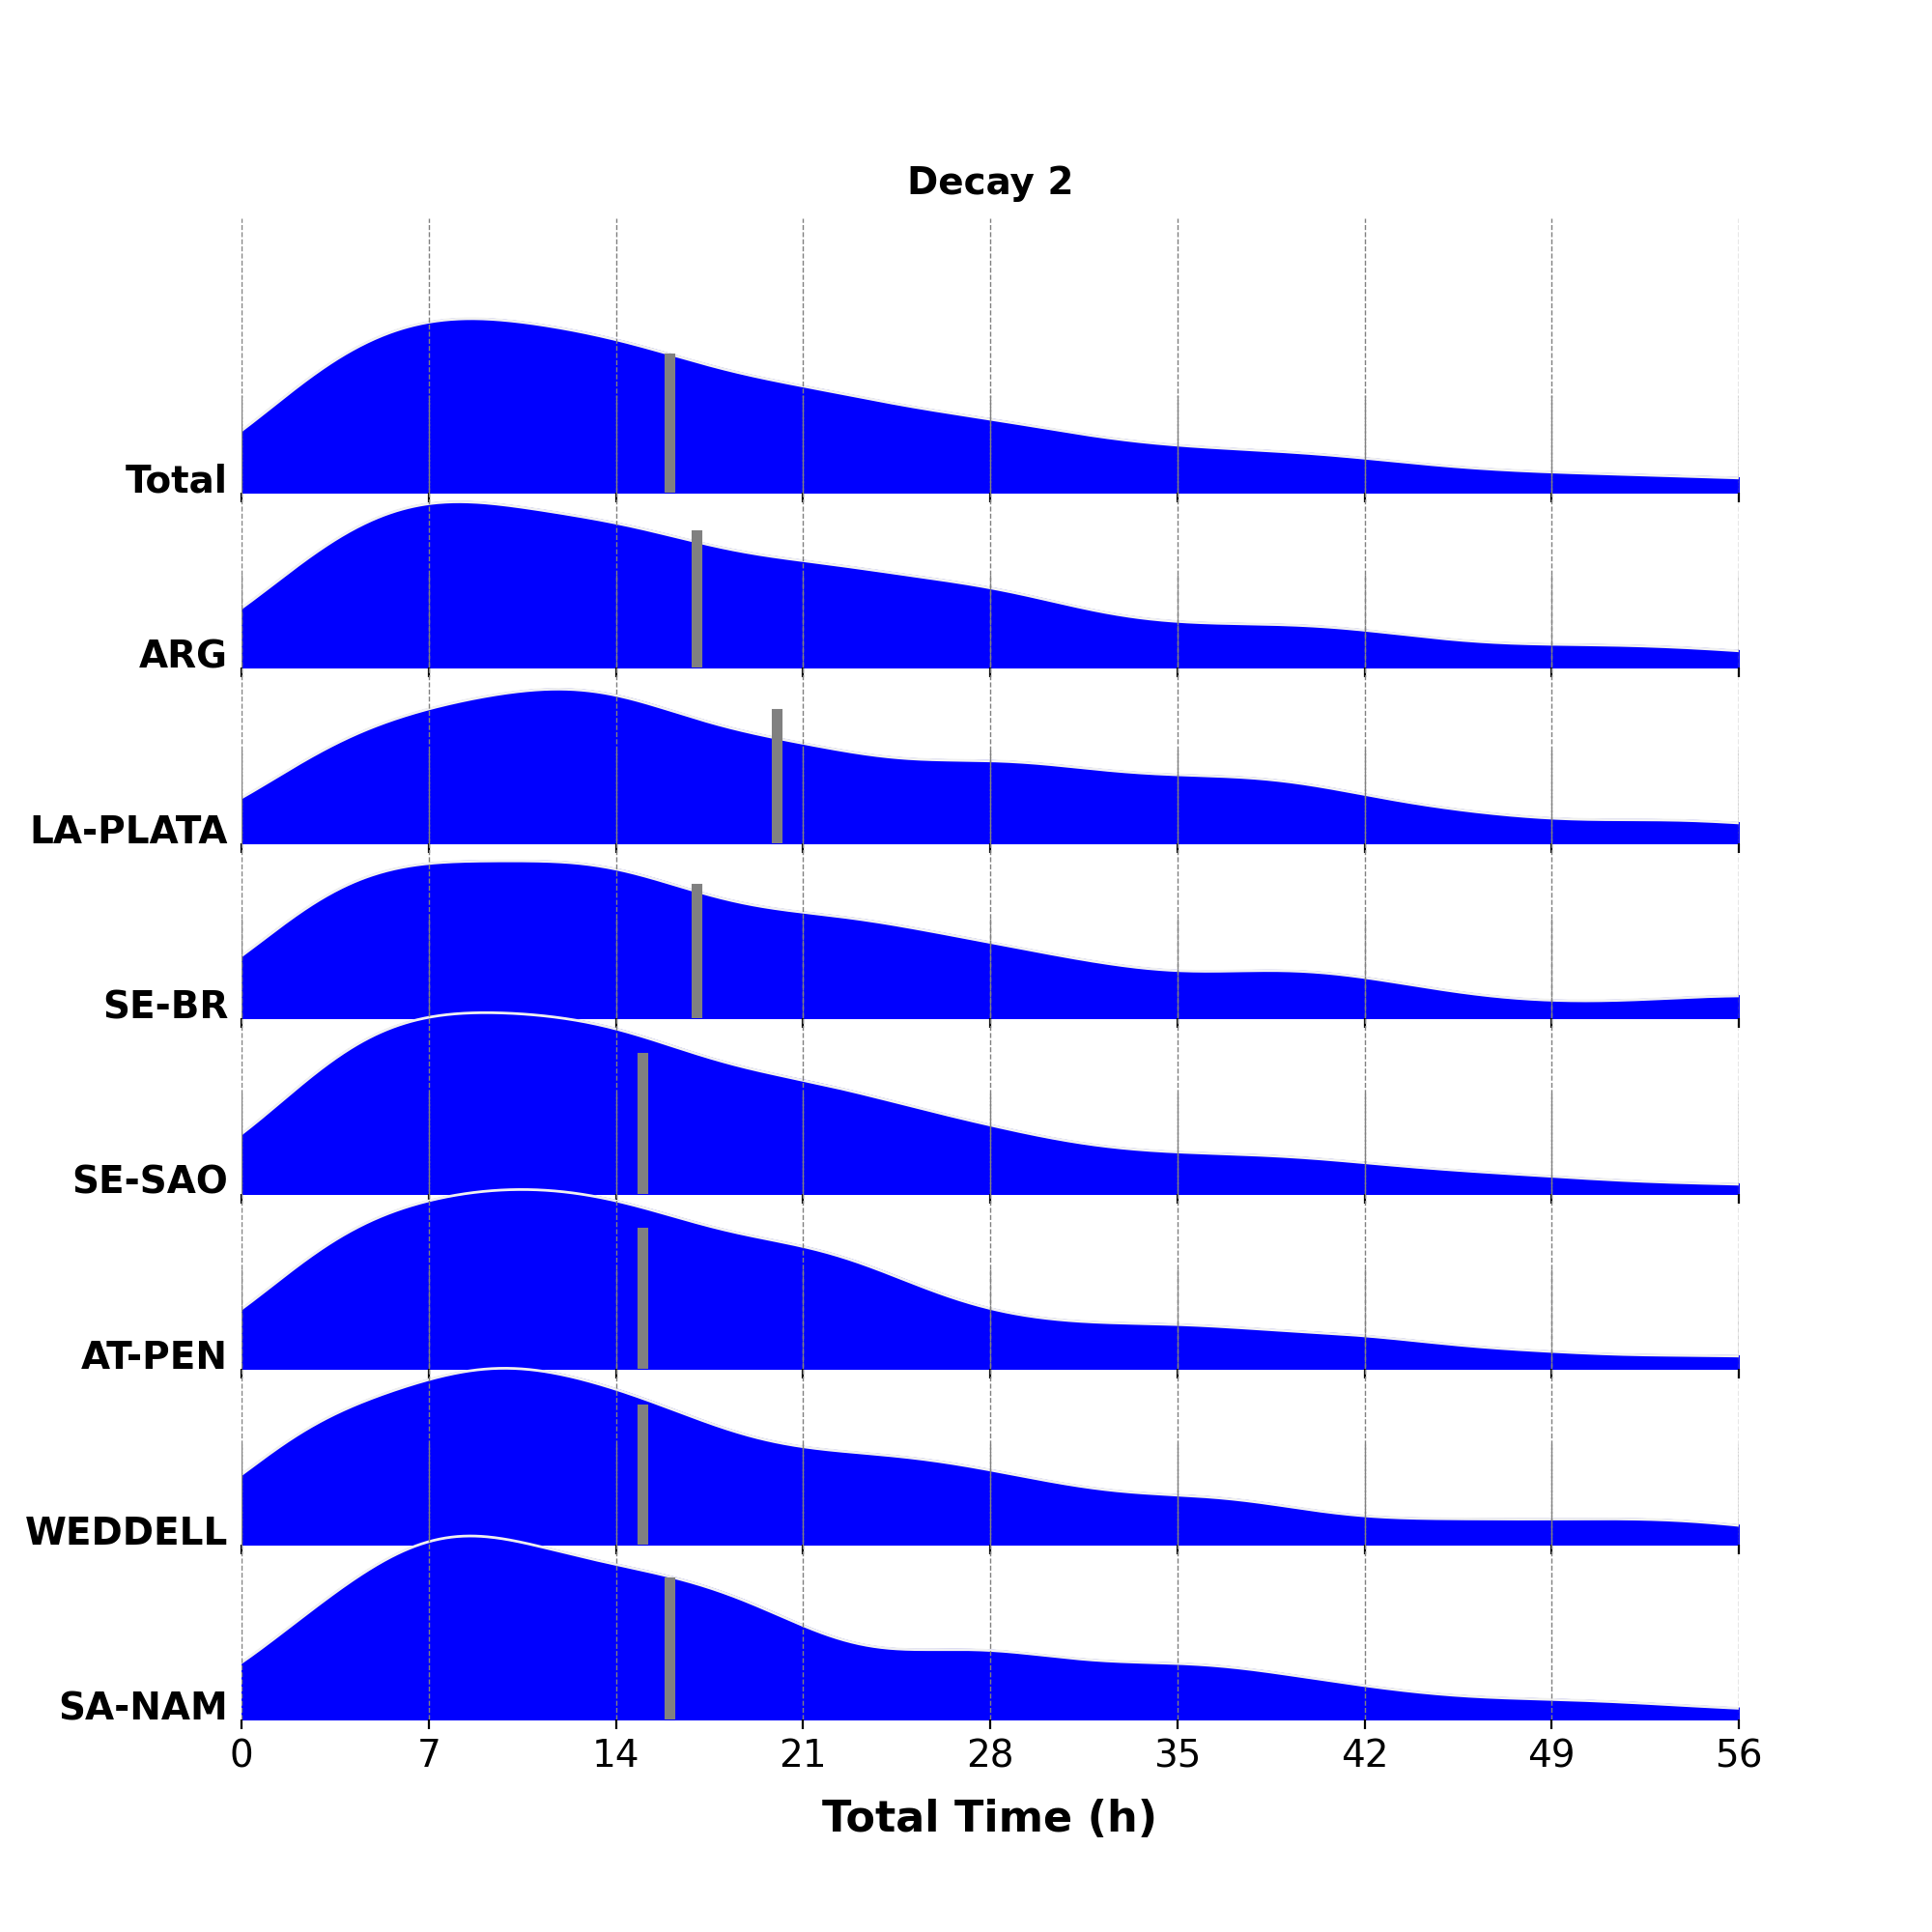 Decay 2
Total
ARG
LA-PLATA
SE-BR
SE-SAO
AT-PEN
WEDDELL
SA-NAM
0 7 14 21 28 35 42 49 56
Total Time (h)